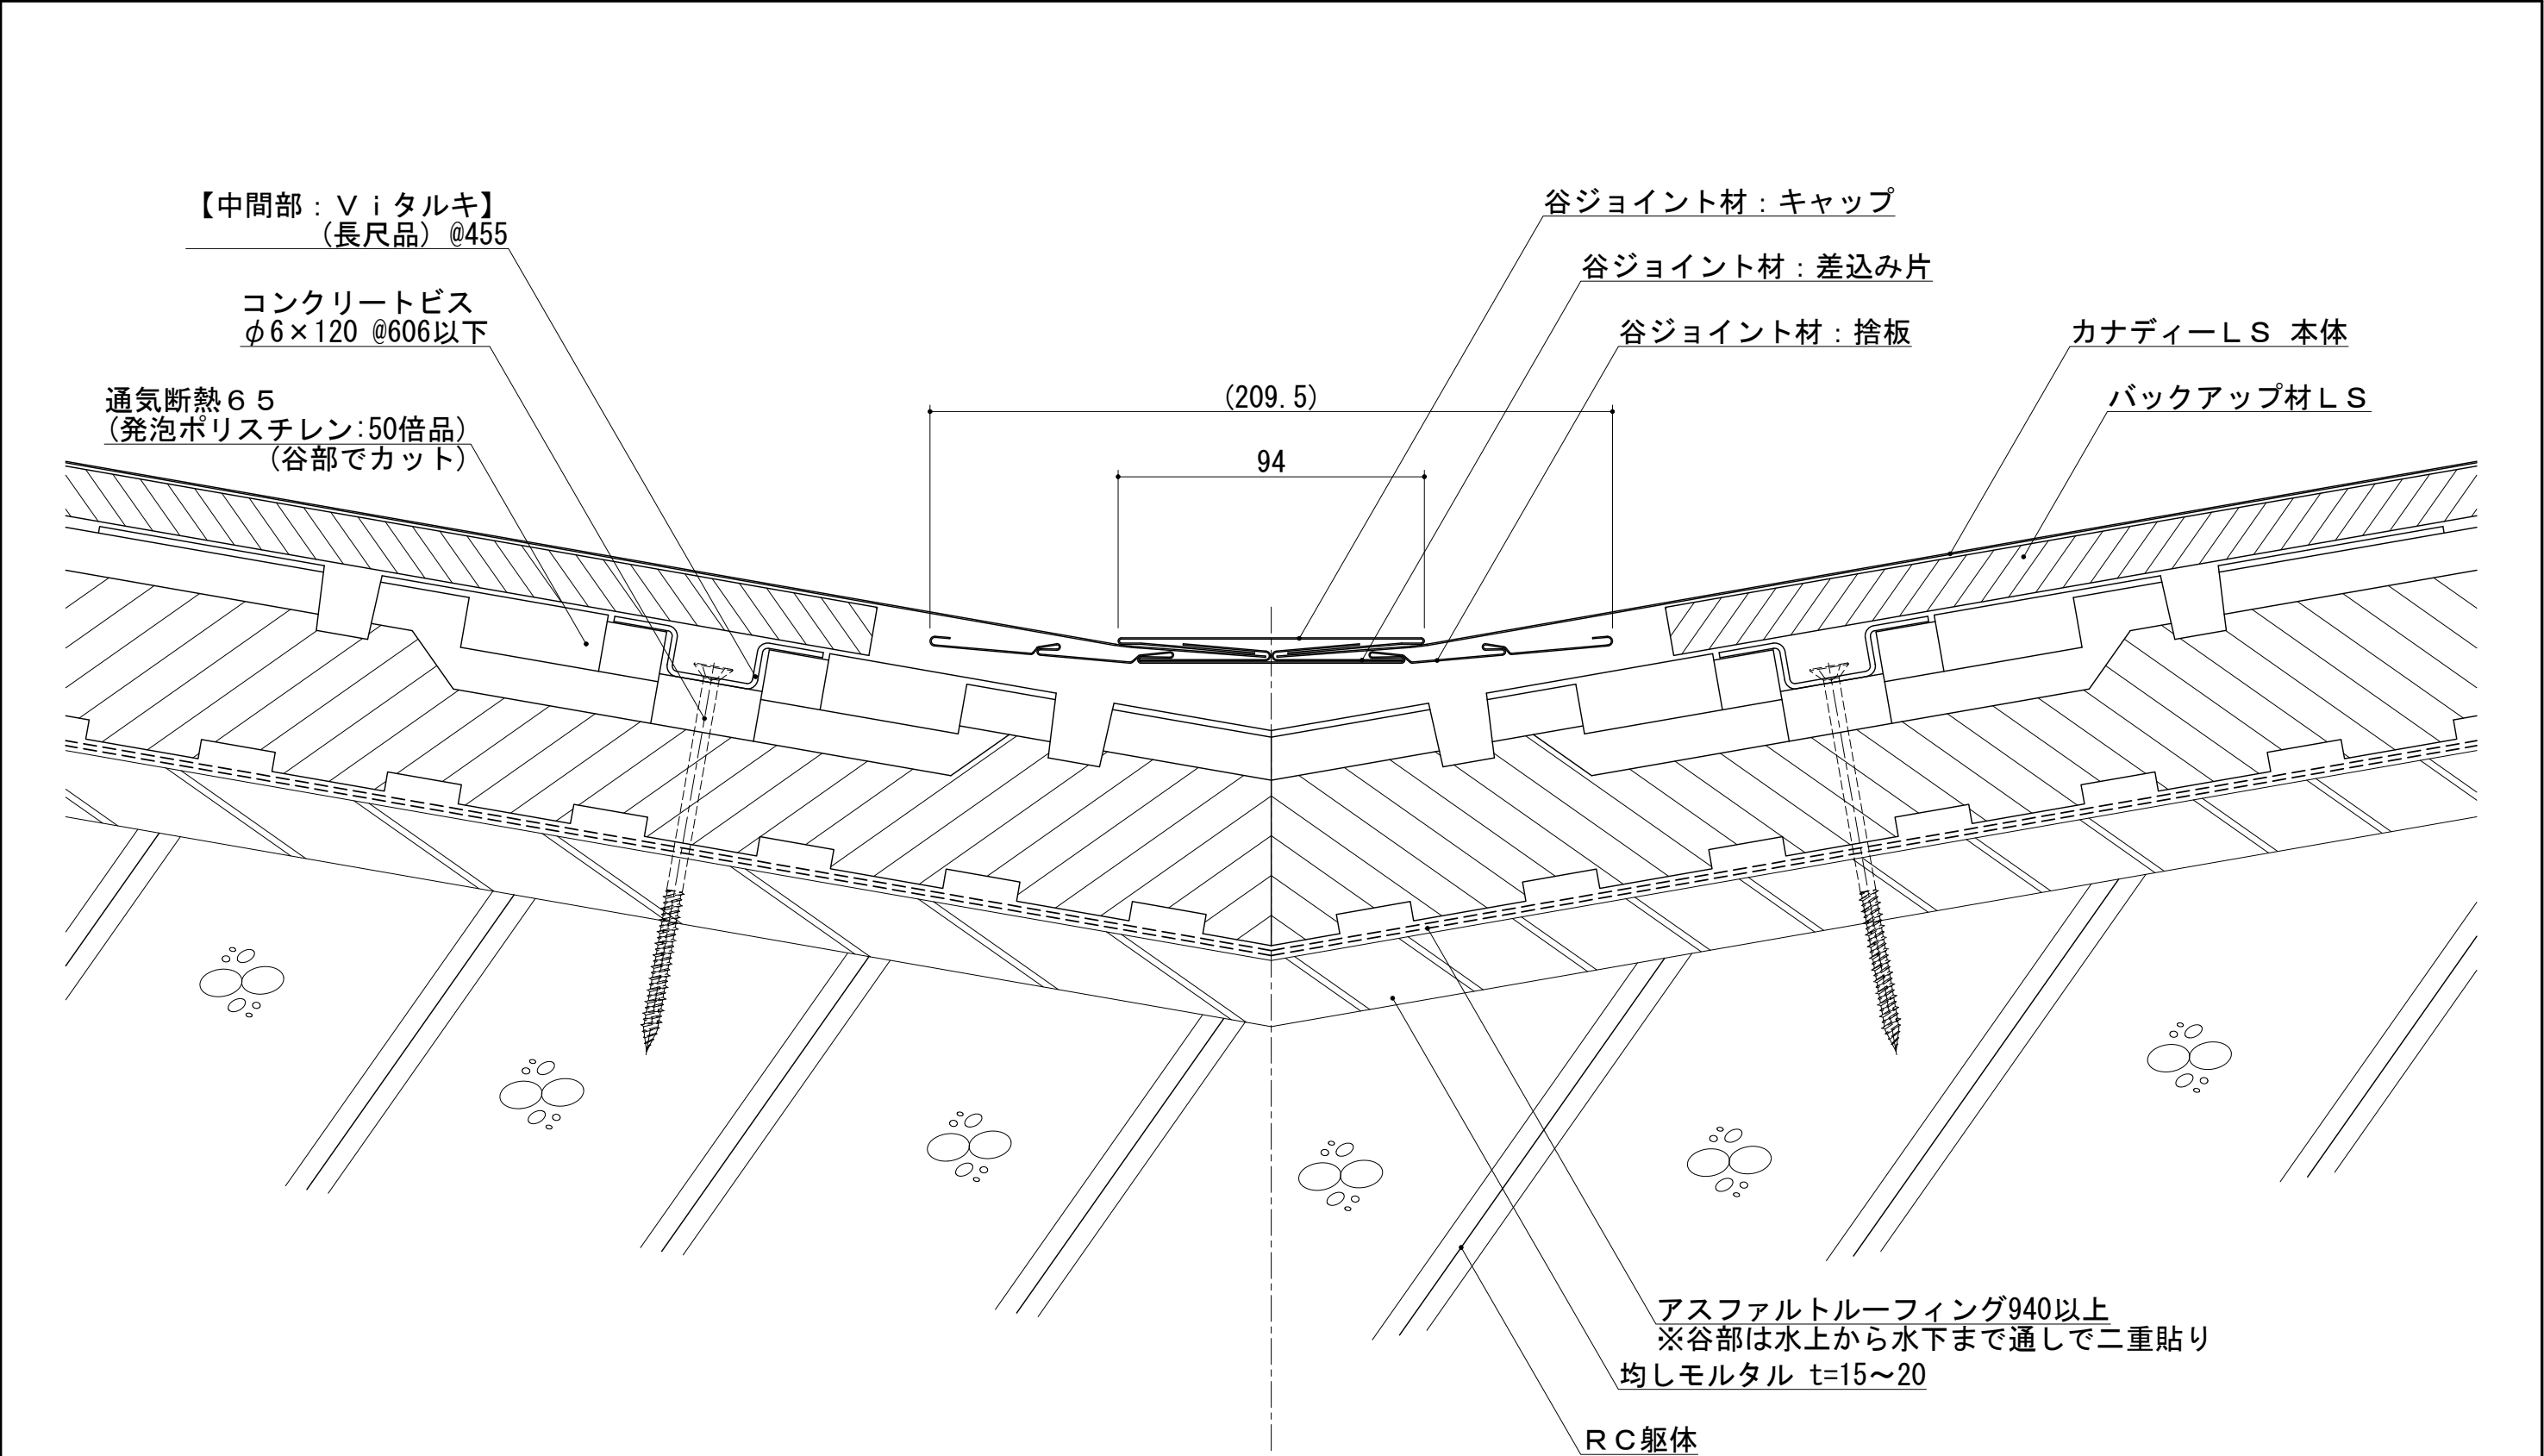 【中間部：Ｖｉタルキ】
（長尺品）@455
コンクリートビス
φ6×120 @606以下
通気断熱６５
(発泡ポリスチレン:50倍品)
(谷部でカット)
谷ジョイント材：キャップ
谷ジョイント材：差込み片
谷ジョイント材：捨板
カナディーＬＳ 本体
バックアップ材ＬＳ
(209.5)
94
アスファルトルーフィング940以上
※谷部は水上から水下まで通しで二重貼り
均しモルタル t=15～20
ＲＣ躯体